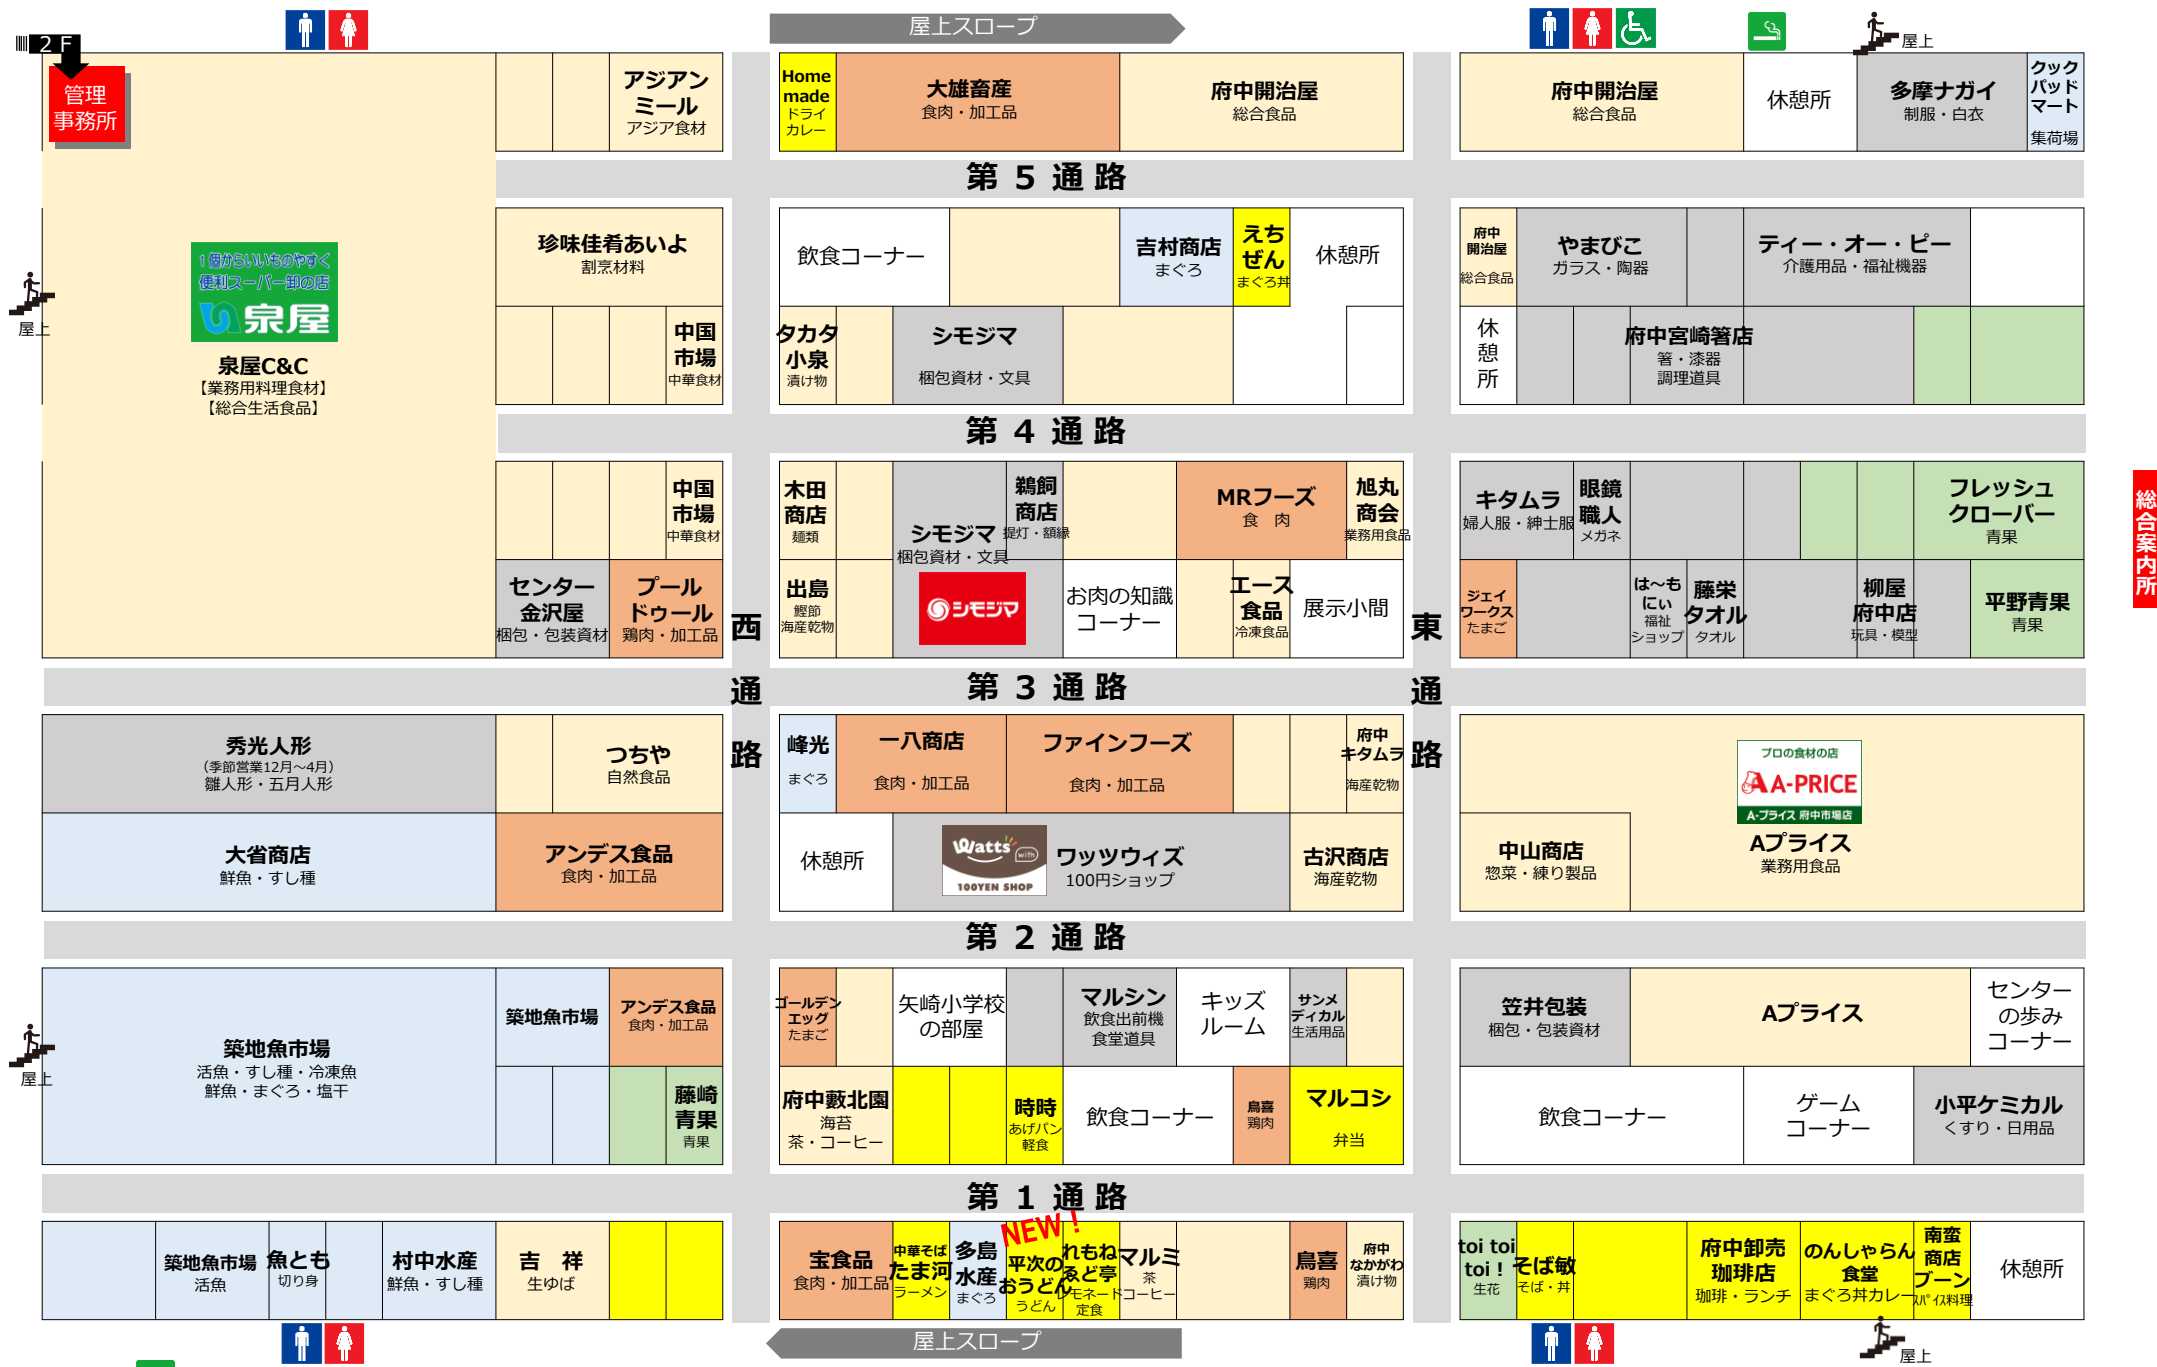 屋上スロープ
2F
屋上
管理
事務所
アジアン
ミール
アジア食材
Home
made
ドライ
カレー
大雄畜産
食肉・加工品
府中開治屋
総合食品
府中開治屋
総合食品
休憩所
多摩ナガイ
制服・白衣
クック
パッド
マート
集荷場
第5通路
1個からいいものやすく
便利スーパー卸の店
泉屋
泉屋C&C
【業務用料理食材】
【総合生活食品】
屋上
珍味佳肴あいよ
割烹材料
飲食コーナー
吉村商店
まぐろ
えち
ぜん
まぐろ丼
休憩所
府中
開治屋
総合食品
やまびこ
ガラス・陶器
ティー・オー・ピー
介護用品・福祉機器
中国
市場
中華食材
タカタ
小泉
漬け物
シモジマ
梱包資材・文具
休
憩
所
府中宮崎箸店
箸・漆器
調理道具
第4通路
中国
市場
中華食材
木田
商店
麺類
シモジマ
梱包資材・文具
シモジマ
鵜飼
商店
提灯・額縁
MRフーズ
食 肉
旭丸
商会
業務用食品
キタムラ
婦人服・紳士服
眼鏡
職人
メガネ
フレッシュ
クローバー
青果
総合案内所
センター
金沢屋
梱包・包装資材
プール
ドゥール
鶏肉・加工品
出島
鰹節
海産乾物
お肉の知識
コーナー
エース
食品
冷凍食品
展示小間
ジェイ
ワークス
たまご
は〜も
にい
福祉
ショップ
藤栄
タオル
タオル
柳屋
府中店
玩具・模型
平野青果
青果
西通路
東通路
第3通路
秀光人形
（季節営業12月〜4月）
雛人形・五月人形
つちや
自然食品
峰光
まぐろ
一八商店
食肉・加工品
ファインフーズ
食肉・加工品
府中
キタムラ
海産乾物
プロの食材の店
A-PRICE
A-プライス 府中市場店
Aプライス
業務用食品
大省商店
鮮魚・すし種
アンデス食品
食肉・加工品
休憩所
Watts with
100YEN SHOP
ワッツウィズ
100円ショップ
古沢商店
海産乾物
中山商店
惣菜・練り製品
第2通路
築地魚市場
活魚・すし種・冷凍魚
鮮魚・まぐろ・塩干
屋上
築地魚市場
アンデス食品
食肉・加工品
ゴールデン
エッグ
たまご
矢崎小学校
の部屋
マルシン
飲食出前機
食堂道具
キッズ
ルーム
サンメ
ディカル
生活用品
笠井包装
梱包・包装資材
Aプライス
センター
の歩み
コーナー
藤崎
青果
青果
府中藪北園
海苔
茶・コーヒー
時時
あげパン
軽食
飲食コーナー
鳥喜
鶏肉
マルコシ
弁当
飲食コーナー
ゲーム
コーナー
小平ケミカル
くすり・日用品
第1通路
築地魚市場
活魚
魚とも
切り身
村中水産
鮮魚・すし種
吉 祥
生ゆば
宝食品
食肉・加工品
中華そば
たま河
ラーメン
多島
水産
まぐろ
NEW！
平次の
おうどん
うどん
れもね
ゑど亭
レモネード
定食
マルミ
茶
コーヒー
鳥喜
鶏肉
府中
なかがわ
漬け物
toi toi
toi！
生花
そば敏
そば・丼
府中卸売
珈琲店
珈琲・ランチ
のんしゃらん
食堂
まぐろ丼カレー
南蛮
商店
ブーン
スパイス料理
休憩所
屋上スロープ
屋上